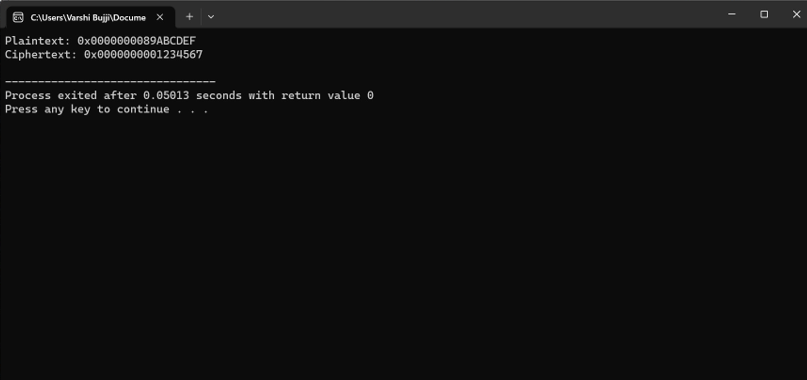 C:\Users\Varshi Bujji\Docume
Plaintext: 0x0000000089ABCDEF
Ciphertext: 0x0000000001234567
--------------------------------
Process exited after 0.05013 seconds with return value 0
Press any key to continue . . .